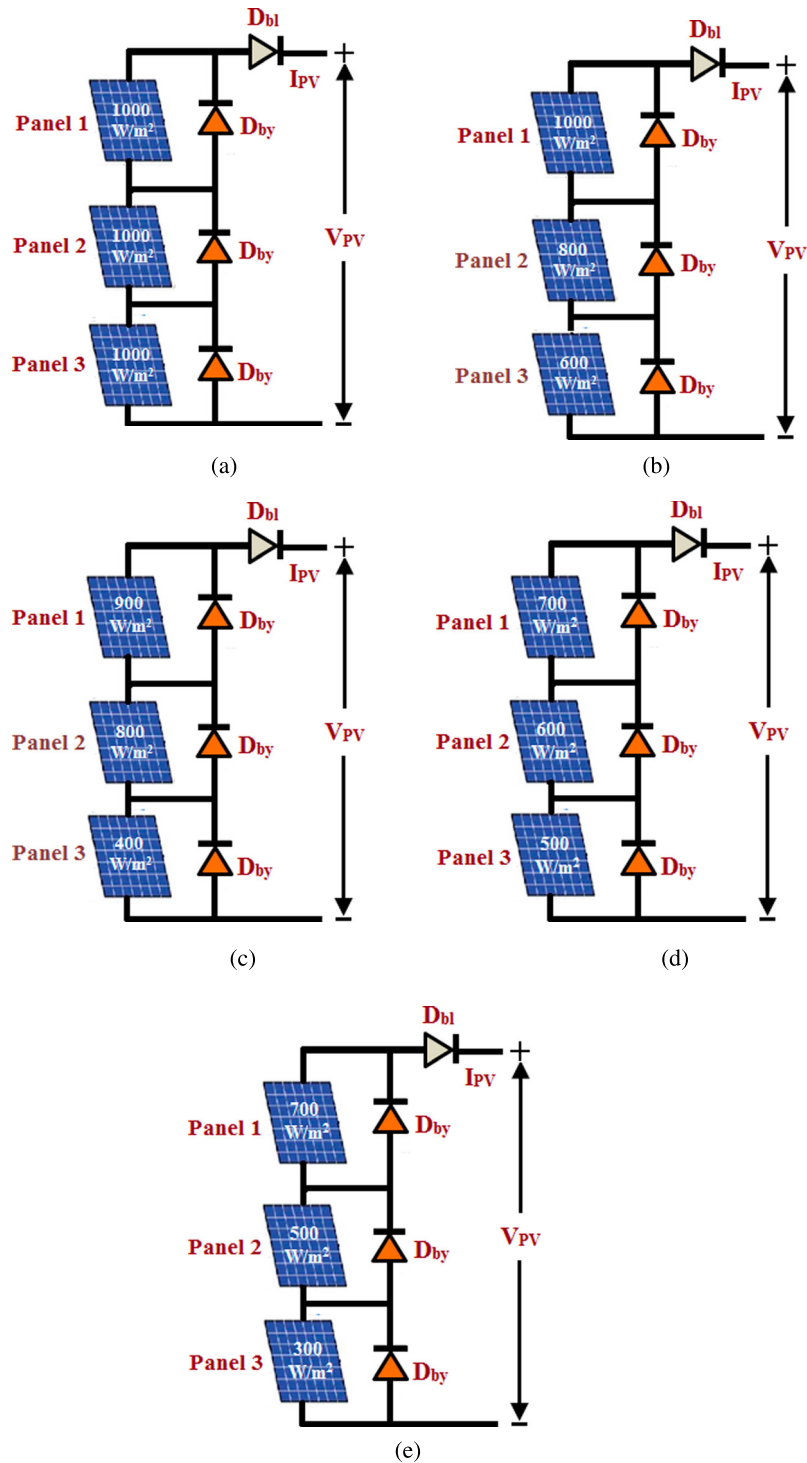 Dbl
+
IPV
Panel 1
1000
W/m²
Dby
Panel 2
1000
W/m²
Dby
VPV
Panel 3
1000
W/m²
Dby
−
(a)
Dbl
+
IPV
Panel 1
1000
W/m²
Dby
Panel 2
800
W/m²
Dby
VPV
Panel 3
600
W/m²
Dby
−
(b)
Dbl
+
IPV
Panel 1
900
W/m²
Dby
Panel 2
800
W/m²
Dby
VPV
Panel 3
400
W/m²
Dby
−
(c)
Dbl
+
IPV
Panel 1
700
W/m²
Dby
Panel 2
600
W/m²
Dby
VPV
Panel 3
500
W/m²
Dby
−
(d)
Dbl
+
IPV
Panel 1
700
W/m²
Dby
Panel 2
500
W/m²
Dby
VPV
Panel 3
300
W/m²
Dby
−
(e)